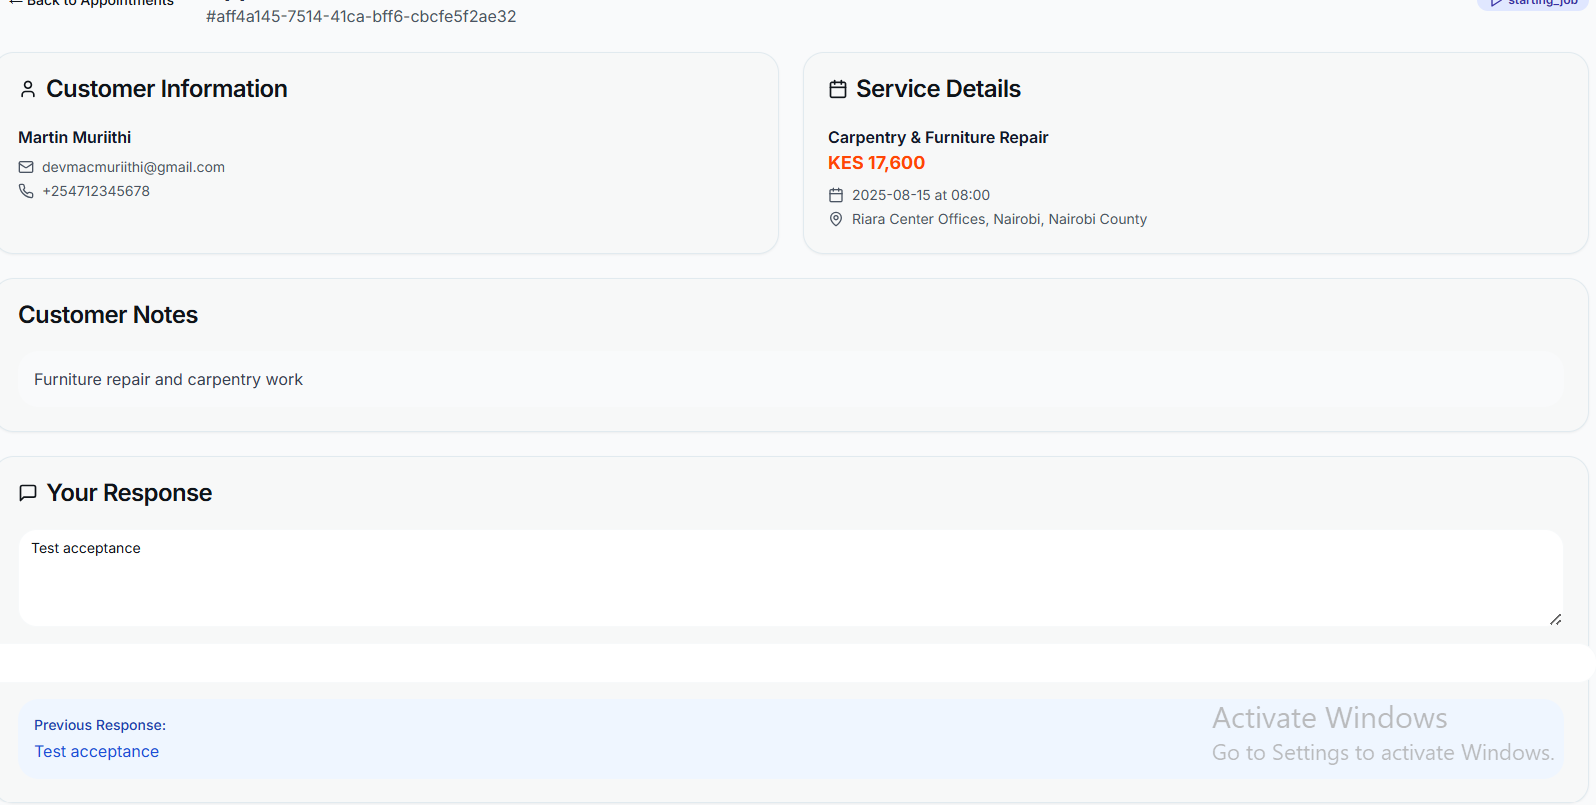 ← Back to Appointments
#aff4a145-7514-41ca-bff6-cbcfe5f2ae32
starting_job
Customer Information
Martin Muriithi
devmacmuriithi@gmail.com
+254712345678
Service Details
Carpentry & Furniture Repair
KES 17,600
2025-08-15 at 08:00
Riara Center Offices, Nairobi, Nairobi County
Customer Notes
Furniture repair and carpentry work
Your Response
Test acceptance
Previous Response:
Test acceptance
Activate Windows
Go to Settings to activate Windows.